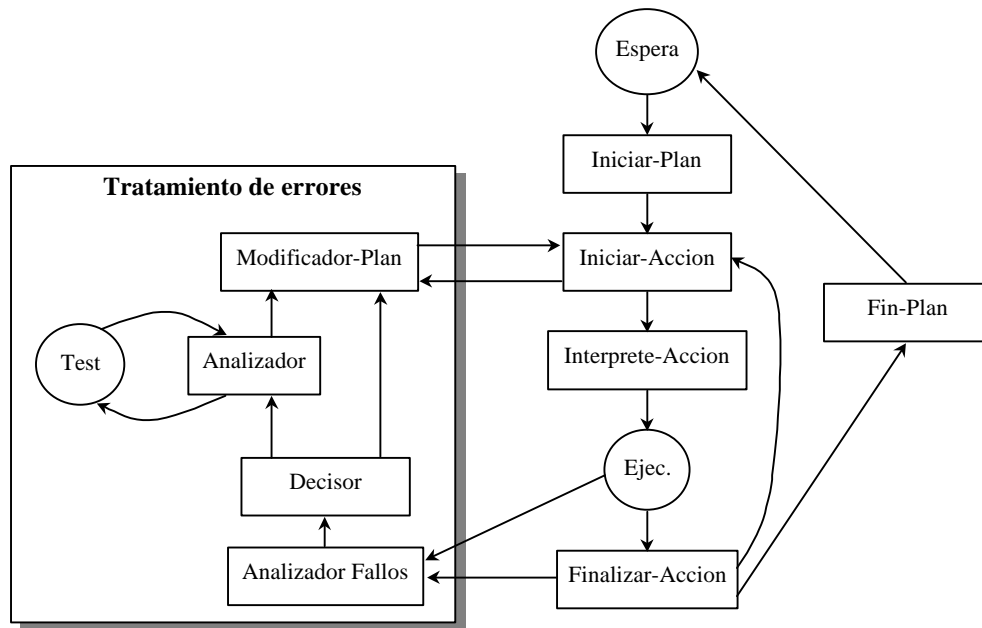 Espera
Iniciar-Plan
Tratamiento de errores
Modificador-Plan
Iniciar-Accion
Fin-Plan
Test
Analizador
Interprete-Accion
Decisor
Ejec.
Analizador Fallos
Finalizar-Accion